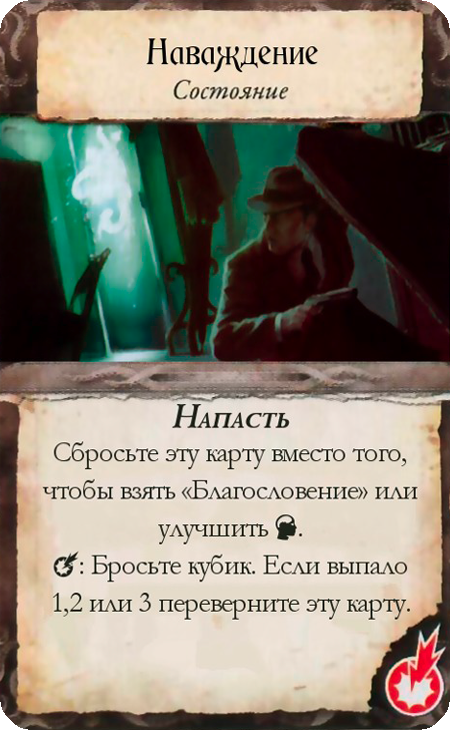 Наваждение
Состояние
Напасть
Сбросьте эту карту вместо того,
чтобы взять «Благословение» или
улучшить .
: Бросьте кубик. Если выпало
1,2 или 3 переверните эту карту.